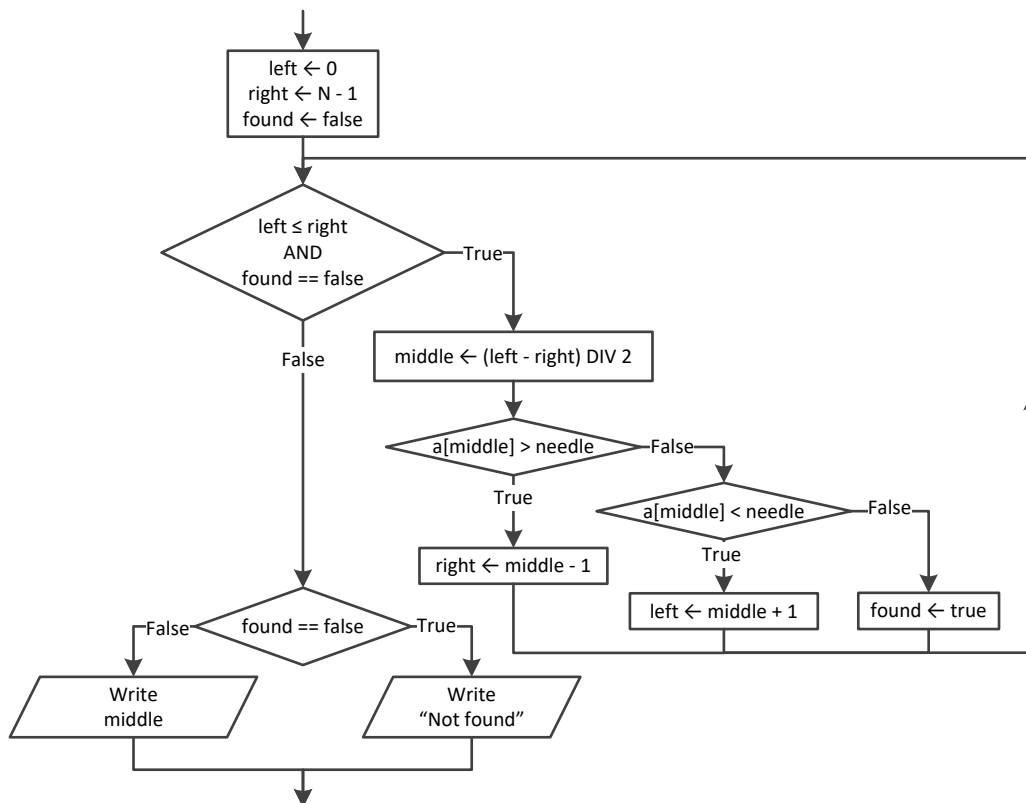 left ← 0
right ← N - 1
found ← false
left ≤ right
AND
found == false
True
False
middle ← (left - right) DIV 2
a[middle] > needle
False
True
a[middle] < needle
False
True
right ← middle - 1
left ← middle + 1
found ← true
found == false
False
True
Write
middle
Write
“Not found”